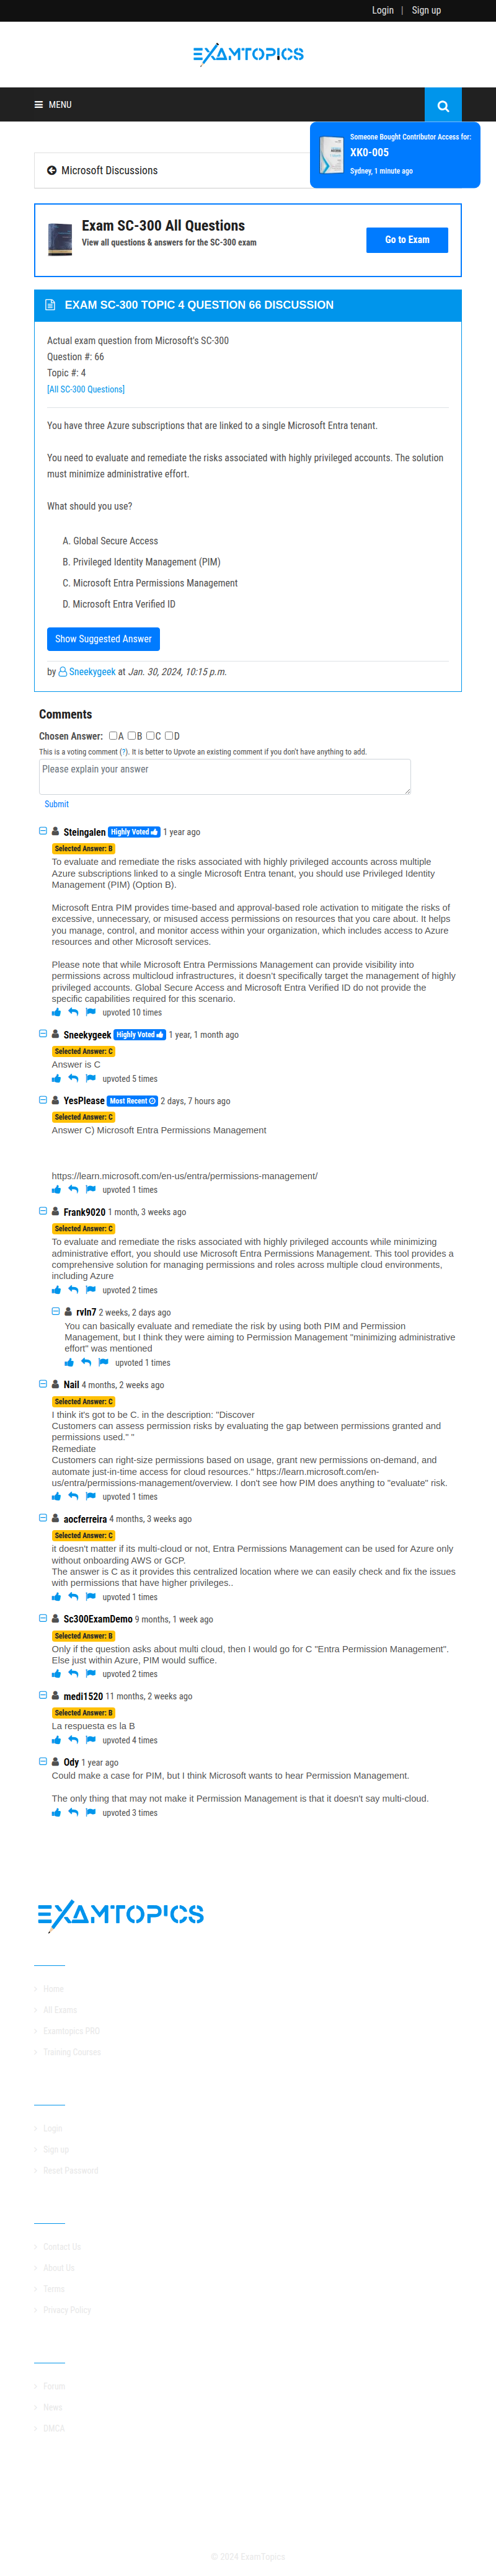 Login | Sign up
EXAMTOPICS
MENU
Someone Bought Contributor Access for:
XK0-005
Sydney, 1 minute ago
Microsoft Discussions
Exam SC-300 All Questions
View all questions & answers for the SC-300 exam
Go to Exam
EXAM SC-300 TOPIC 4 QUESTION 66 DISCUSSION
Actual exam question from Microsoft's SC-300
Question #: 66
Topic #: 4
[All SC-300 Questions]
You have three Azure subscriptions that are linked to a single Microsoft Entra tenant.
You need to evaluate and remediate the risks associated with highly privileged accounts. The solution
must minimize administrative effort.
What should you use?
A. Global Secure Access
B. Privileged Identity Management (PIM)
C. Microsoft Entra Permissions Management
D. Microsoft Entra Verified ID
Show Suggested Answer
by Sneekygeek at Jan. 30, 2024, 10:15 p.m.
Comments
Chosen Answer: A B C D
This is a voting comment (?). It is better to Upvote an existing comment if you don't have anything to add.
Please explain your answer
Submit
Steingalen Highly Voted 1 year ago
Selected Answer: B
To evaluate and remediate the risks associated with highly privileged accounts across multiple
Azure subscriptions linked to a single Microsoft Entra tenant, you should use Privileged Identity
Management (PIM) (Option B).
Microsoft Entra PIM provides time-based and approval-based role activation to mitigate the risks of
excessive, unnecessary, or misused access permissions on resources that you care about. It helps
you manage, control, and monitor access within your organization, which includes access to Azure
resources and other Microsoft services.
Please note that while Microsoft Entra Permissions Management can provide visibility into
permissions across multicloud infrastructures, it doesn't specifically target the management of highly
privileged accounts. Global Secure Access and Microsoft Entra Verified ID do not provide the
specific capabilities required for this scenario.
upvoted 10 times
Sneekygeek Highly Voted 1 year, 1 month ago
Selected Answer: C
Answer is C
upvoted 5 times
YesPlease Most Recent 2 days, 7 hours ago
Selected Answer: C
Answer C) Microsoft Entra Permissions Management
https://learn.microsoft.com/en-us/entra/permissions-management/
upvoted 1 times
Frank9020 1 month, 3 weeks ago
Selected Answer: C
To evaluate and remediate the risks associated with highly privileged accounts while minimizing
administrative effort, you should use Microsoft Entra Permissions Management. This tool provides a
comprehensive solution for managing permissions and roles across multiple cloud environments,
including Azure
upvoted 2 times
rvln7 2 weeks, 2 days ago
You can basically evaluate and remediate the risk by using both PIM and Permission
Management, but I think they were aiming to Permission Management "minimizing administrative
effort" was mentioned
upvoted 1 times
Nail 4 months, 2 weeks ago
Selected Answer: C
I think it's got to be C. in the description: "Discover
Customers can assess permission risks by evaluating the gap between permissions granted and
permissions used." "
Remediate
Customers can right-size permissions based on usage, grant new permissions on-demand, and
automate just-in-time access for cloud resources." https://learn.microsoft.com/en-
us/entra/permissions-management/overview. I don't see how PIM does anything to "evaluate" risk.
upvoted 1 times
aocferreira 4 months, 3 weeks ago
Selected Answer: C
it doesn't matter if its multi-cloud or not, Entra Permissions Management can be used for Azure only
without onboarding AWS or GCP.
The answer is C as it provides this centralized location where we can easily check and fix the issues
with permissions that have higher privileges..
upvoted 1 times
Sc300ExamDemo 9 months, 1 week ago
Selected Answer: B
Only if the question asks about multi cloud, then I would go for C "Entra Permission Management".
Else just within Azure, PIM would suffice.
upvoted 2 times
medi1520 11 months, 2 weeks ago
Selected Answer: B
La respuesta es la B
upvoted 4 times
Ody 1 year ago
Could make a case for PIM, but I think Microsoft wants to hear Permission Management.
The only thing that may not make it Permission Management is that it doesn't say multi-cloud.
upvoted 3 times
EXAMTOPICS
Home
All Exams
Examtopics PRO
Training Courses
Login
Sign up
Reset Password
Contact Us
About Us
Terms
Privacy Policy
Forum
News
DMCA
© 2024 ExamTopics